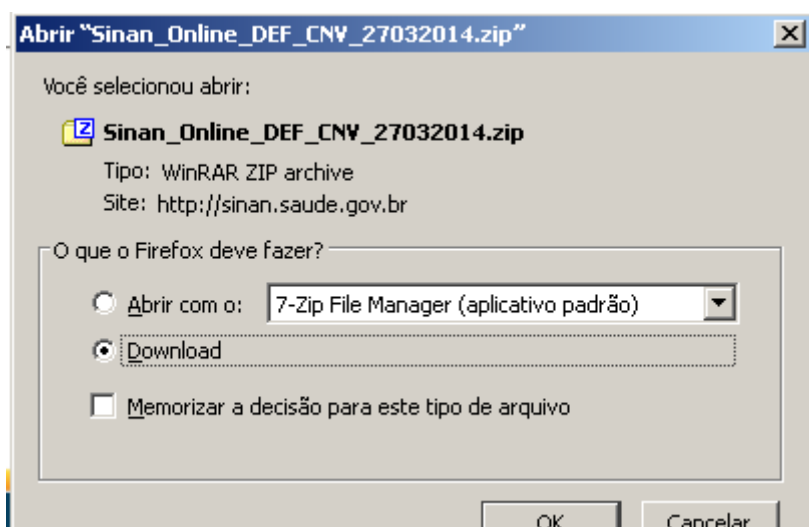 Abrir "Sinan_Online_DEF_CNV_27032014.zip"
Você selecionou abrir:
Sinan_Online_DEF_CNV_27032014.zip
Tipo: WinRAR ZIP archive
Site: http://sinan.saude.gov.br
O que o Firefox deve fazer?
Abrir com o: 7-Zip File Manager (aplicativo padrão)
Download
Memorizar a decisão para este tipo de arquivo
OK Cancelar